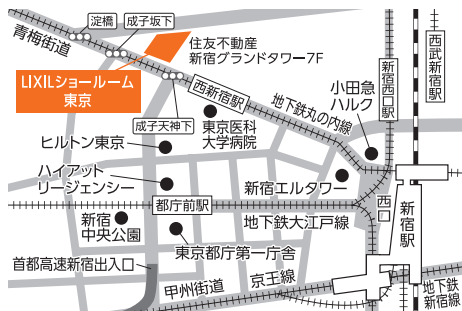 淀橋
成子坂下
青梅街道
住友不動産
新宿グランドタワー7F
LIXILショールーム
東京
西新宿駅
成子天神下
地下鉄丸の内線
新宿西口駅
西武新宿駅
小田急
ハルク
東京医科
大学病院
ヒルトン東京
ハイアット
リージェンシー
新宿エルタワー
都庁前駅
地下鉄大江戸線
西口
新宿駅
新宿
中央公園
東京都庁第一庁舎
首都高速新宿出入口
甲州街道
京王線
地下鉄
新宿線